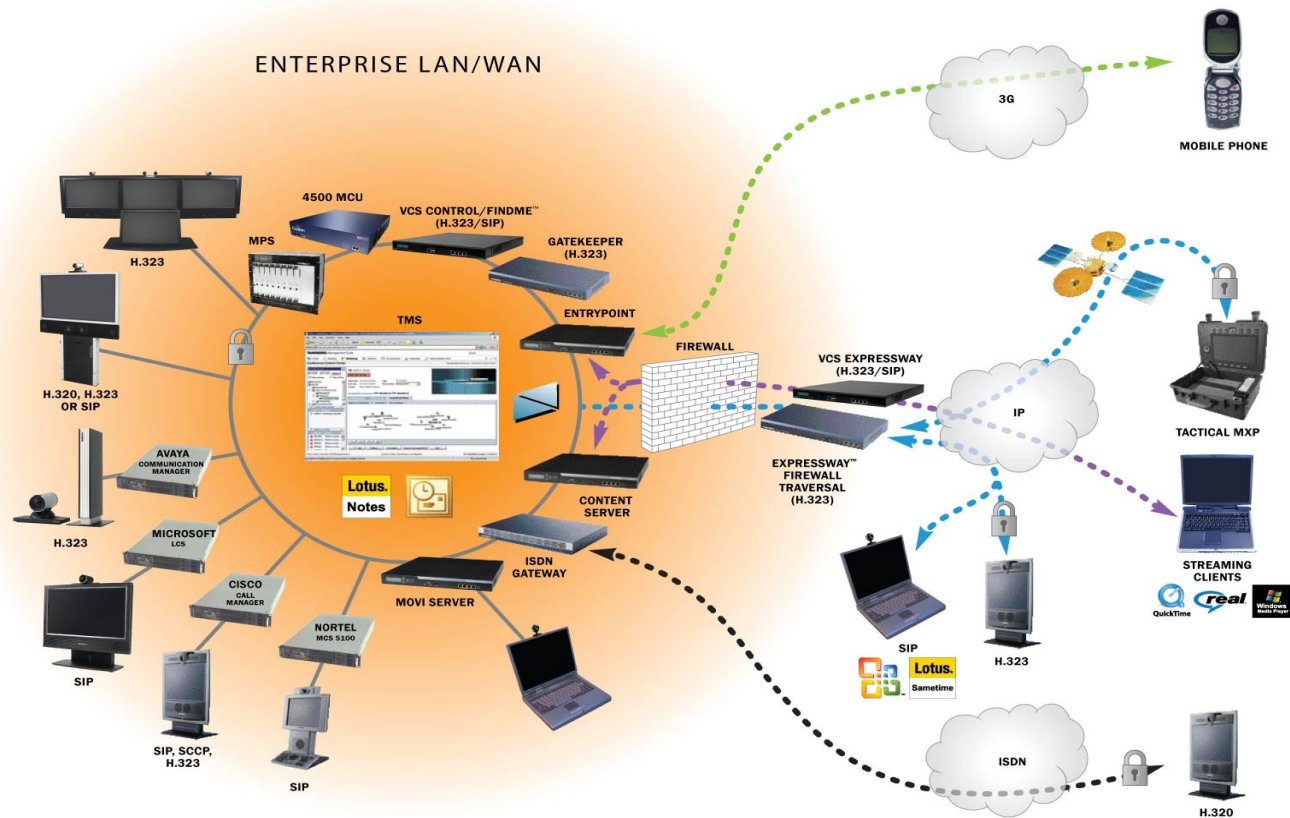 ENTERPRISE LAN/WAN
3G
MOBILE PHONE
4500 MCU
VCS CONTROL/FINDME™
(H.323/SIP)
MPS
GATEKEEPER
(H.323)
H.323
ENTRYPOINT
TMS
FIREWALL
VCS EXPRESSWAY
(H.323/SIP)
H.320, H.323
OR SIP
IP
TACTICAL MXP
AVAYA
COMMUNICATION
MANAGER
EXPRESSWAY™
FIREWALL
TRAVERSAL
(H.323)
Lotus.
Notes
CONTENT
SERVER
H.323
MICROSOFT
LCS
ISDN
GATEWAY
STREAMING
CLIENTS
CISCO
CALL
MANAGER
MOVI SERVER
QuickTime
real
Windows
Media Player
NORTEL
MCS 5100
SIP
SIP
H.323
Lotus.
Sametime
SIP, SCCP,
H.323
SIP
ISDN
H.320